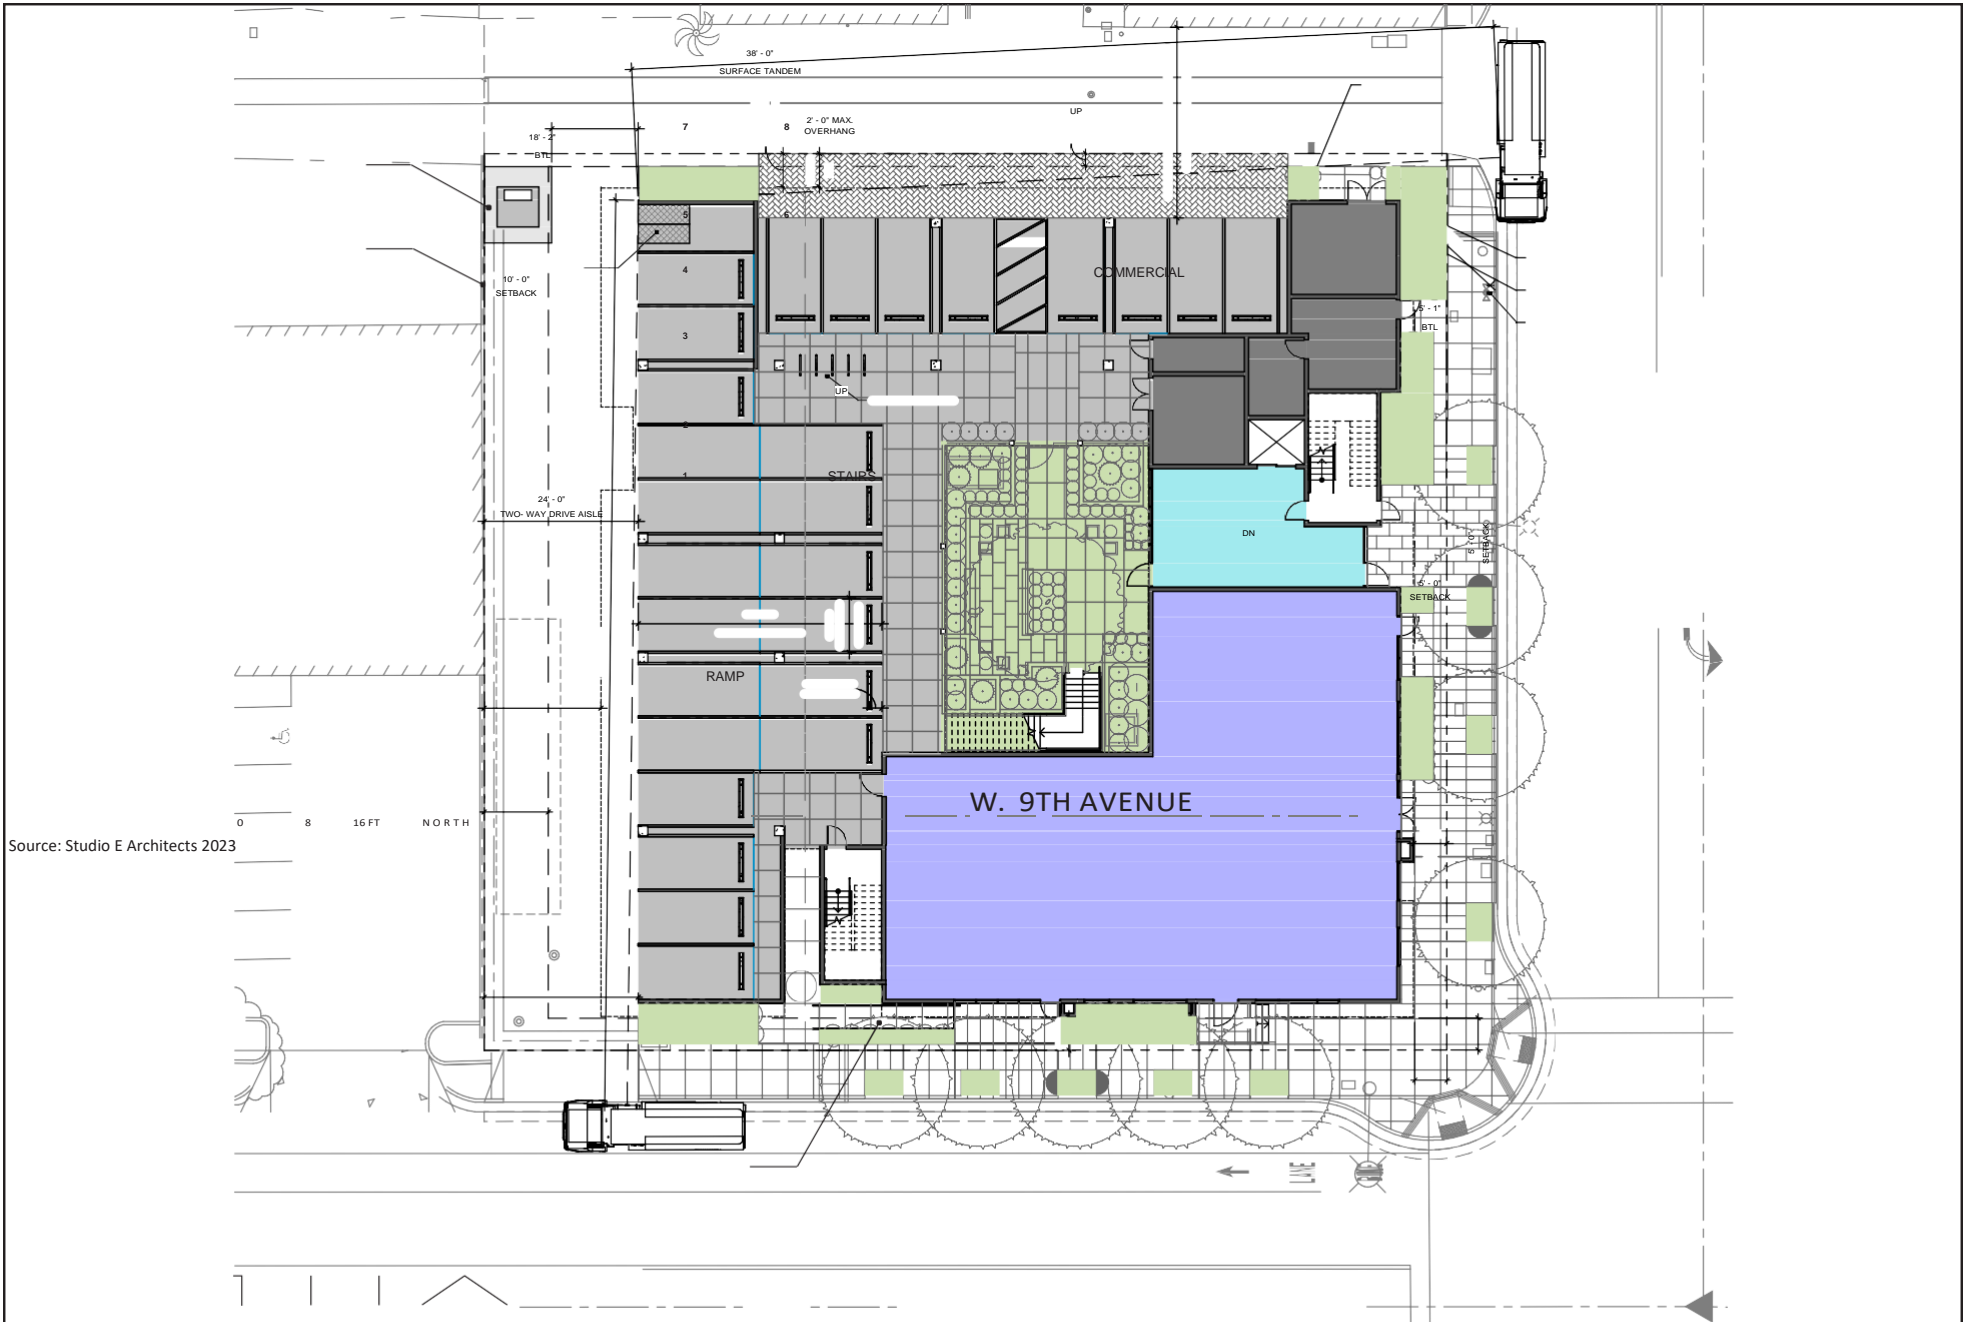 38' - 0"
SURFACE TANDEM
UP
7
8
2' - 0" MAX.
OVERHANG
18' - 2"
BTL
5
6
4
COMMERCIAL
10' - 0"
SETBACK
5' - 1"
BTL
3
UP
2
1
STAIRS
24' - 0"
TWO- WAY DRIVE AISLE
DN
5' - 0"
SETBACK
5' - 0"
SETBACK
RAMP
W. 9TH AVENUE
0 8 16 FT NORTH
Source: Studio E Architects 2023